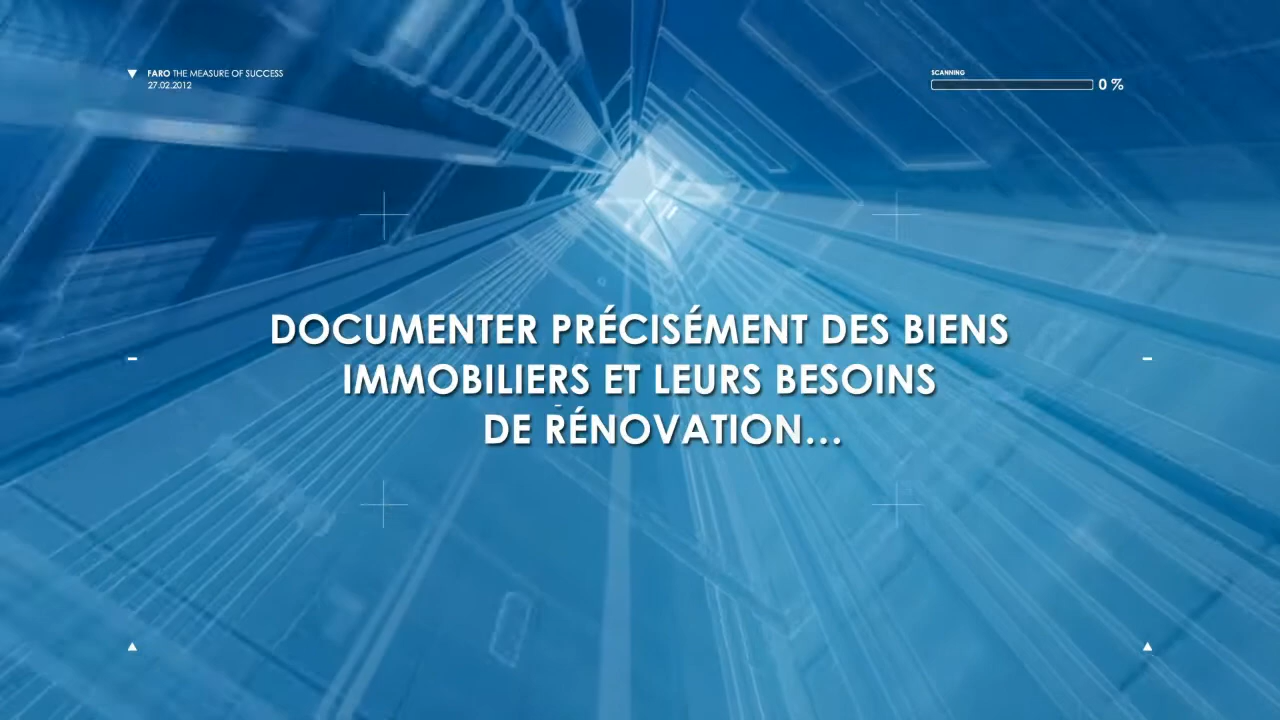 FARO THE MEASURE OF SUCCESS
27.02.2012
SCANNING
0 %
DOCUMENTER PRÉCISÉMENT DES BIENS
IMMOBILIERS ET LEURS BESOINS
DE RÉNOVATION...